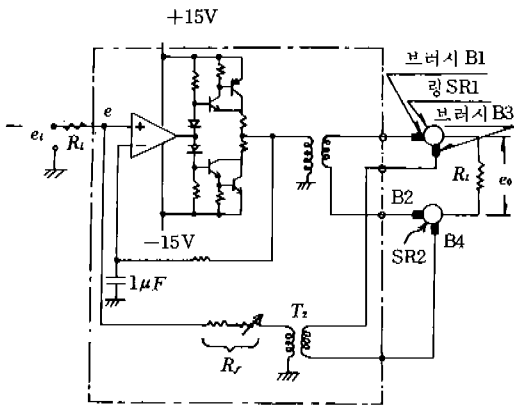 +15V
브러시 B1
링 SR1
브러시 B3
e_i
R_i
e
+
−
R_l
e_0
B2
B4
SR2
−15V
1μF
T_2
R_f